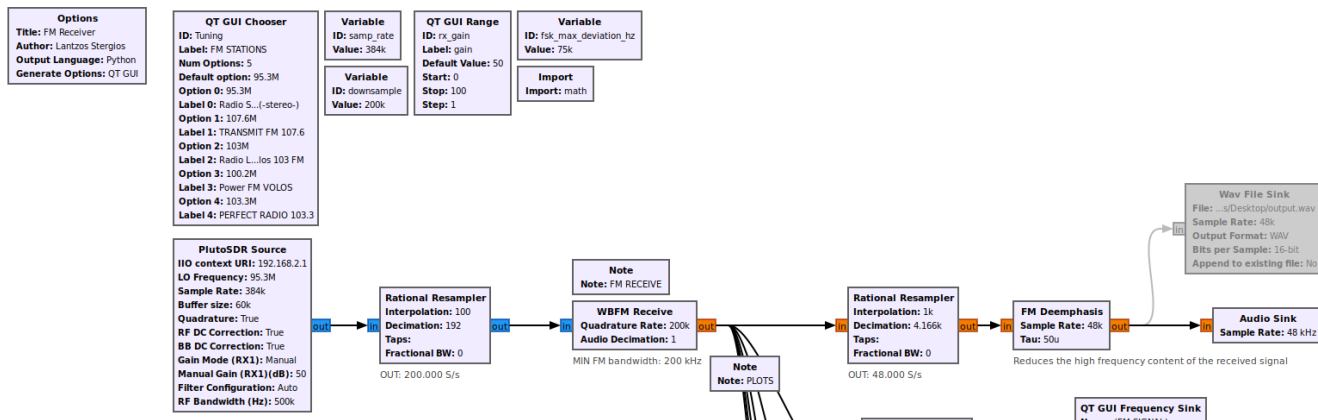 Options
Title: FM Receiver
Author: Lantzos Stergios
Output Language: Python
Generate Options: QT GUI
QT GUI Chooser
ID: Tuning
Label: FM STATIONS
Num Options: 5
Default option: 95.3M
Option 0: 95.3M
Label 0: Radio S...(-stereo-)
Option 1: 107.6M
Label 1: TRANSMIT FM 107.6
Option 2: 103M
Label 2: Radio L...los 103 FM
Option 3: 100.2M
Label 3: Power FM VOLOS
Option 4: 103.3M
Label 4: PERFECT RADIO 103.3
Variable
ID: samp_rate
Value: 384k
Variable
ID: downsample
Value: 200k
QT GUI Range
ID: rx_gain
Label: gain
Default Value: 50
Start: 0
Stop: 100
Step: 1
Variable
ID: fsk_max_deviation_hz
Value: 75k
Import
Import: math
PlutoSDR Source
IIO context URI: 192.168.2.1
LO Frequency: 95.3M
Sample Rate: 384k
Buffer size: 60k
Quadrature: True
RF DC Correction: True
BB DC Correction: True
Gain Mode (RX1): Manual
Manual Gain (RX1)(dB): 50
Filter Configuration: Auto
RF Bandwidth (Hz): 500k
out
in
Rational Resampler
Interpolation: 100
Decimation: 192
Taps:
Fractional BW: 0
out
OUT: 200.000 S/s
Note
Note: FM RECEIVE
in
WBFM Receive
Quadrature Rate: 200k
Audio Decimation: 1
out
MIN FM bandwidth: 200 kHz
Note
Note: PLOTS
in
Rational Resampler
Interpolation: 1k
Decimation: 4.166k
Taps:
Fractional BW: 0
out
OUT: 48.000 S/s
in
FM Deemphasis
Sample Rate: 48k
Tau: 50u
out
Reduces the high frequency content of the received signal
in
Wav File Sink
File: ...s/Desktop/output.wav
Sample Rate: 48k
Output Format: WAV
Bits per Sample: 16-bit
Append to existing file: No
in
Audio Sink
Sample Rate: 48 kHz
QT GUI Frequency Sink